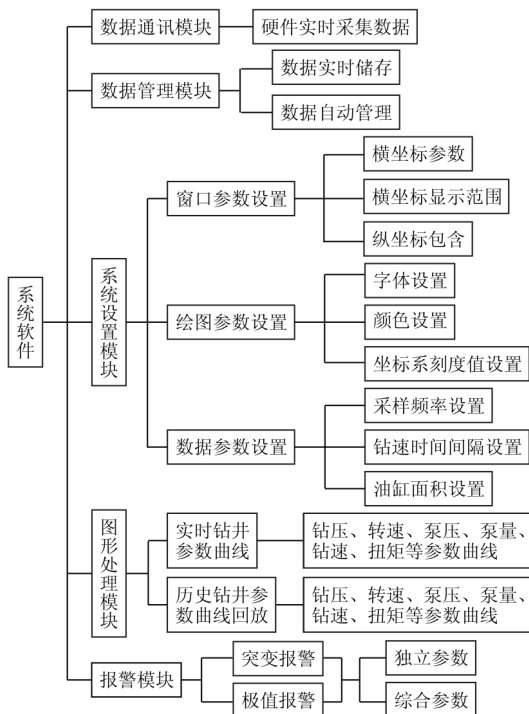 系统软件
数据通讯模块
硬件实时采集数据
数据管理模块
数据实时储存
数据自动管理
系统设置模块
窗口参数设置
横坐标参数
横坐标显示范围
纵坐标包含
绘图参数设置
字体设置
颜色设置
坐标系刻度值设置
数据参数设置
采样频率设置
钻速时间间隔设置
油缸面积设置
图形处理模块
实时钻井
参数曲线
钻压、转速、泵压、泵量、
钻速、扭矩等参数曲线
历史钻井参
数曲线回放
钻压、转速、泵压、泵量、
钻速、扭矩等参数曲线
报警模块
突变报警
极值报警
独立参数
综合参数